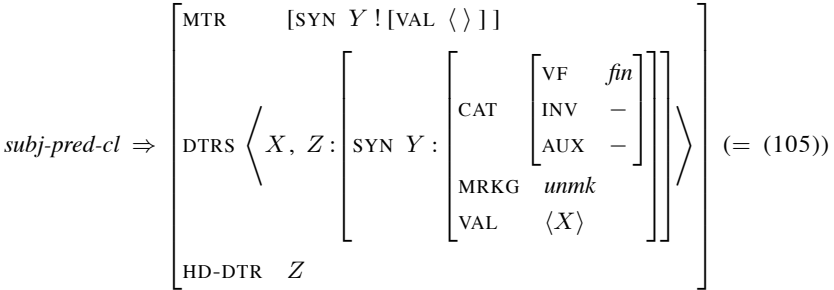 MTR [SYN Y ! [VAL ⟨ ⟩ ] ]
VF fin
CAT INV −
subj-pred-cl ⇒ DTRS ⟨ X , Z : SYN Y : AUX − ⟩ (= (105))
MRKG unmk
VAL ⟨X⟩
HD-DTR Z